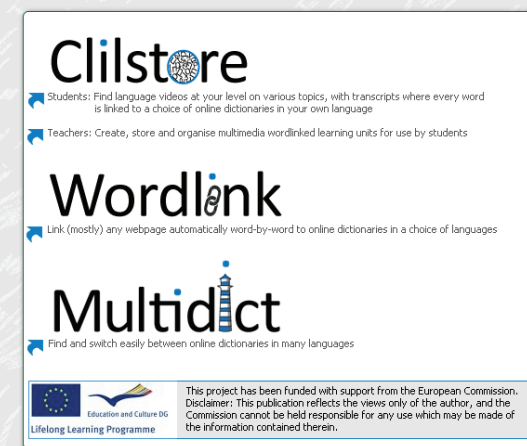 Clilstore
Students: Find language videos at your level on various topics, with transcripts where every word
is linked to a choice of online dictionaries in your own language
Teachers: Create, store and organise multimedia wordlinked learning units for use by students
Wordlink
Link (mostly) any webpage automatically word-by-word to online dictionaries in a choice of languages
Multidict
Find and switch easily between online dictionaries in many languages
Education and Culture DG
Lifelong Learning Programme
This project has been funded with support from the European Commission.
Disclaimer: This publication reflects the views only of the author, and the
Commission cannot be held responsible for any use which may be made of
the information contained therein.